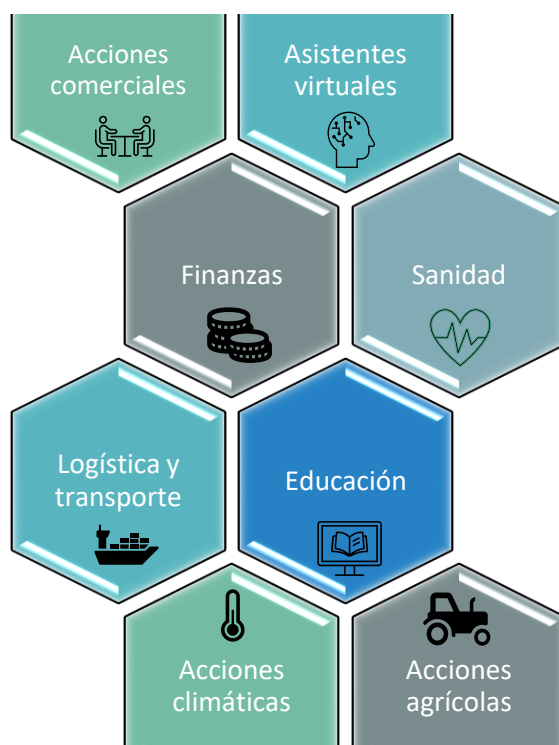 Acciones
comerciales
Asistentes
virtuales
Finanzas
Sanidad
Logística y
transporte
Educación
Acciones
climáticas
Acciones
agrícolas